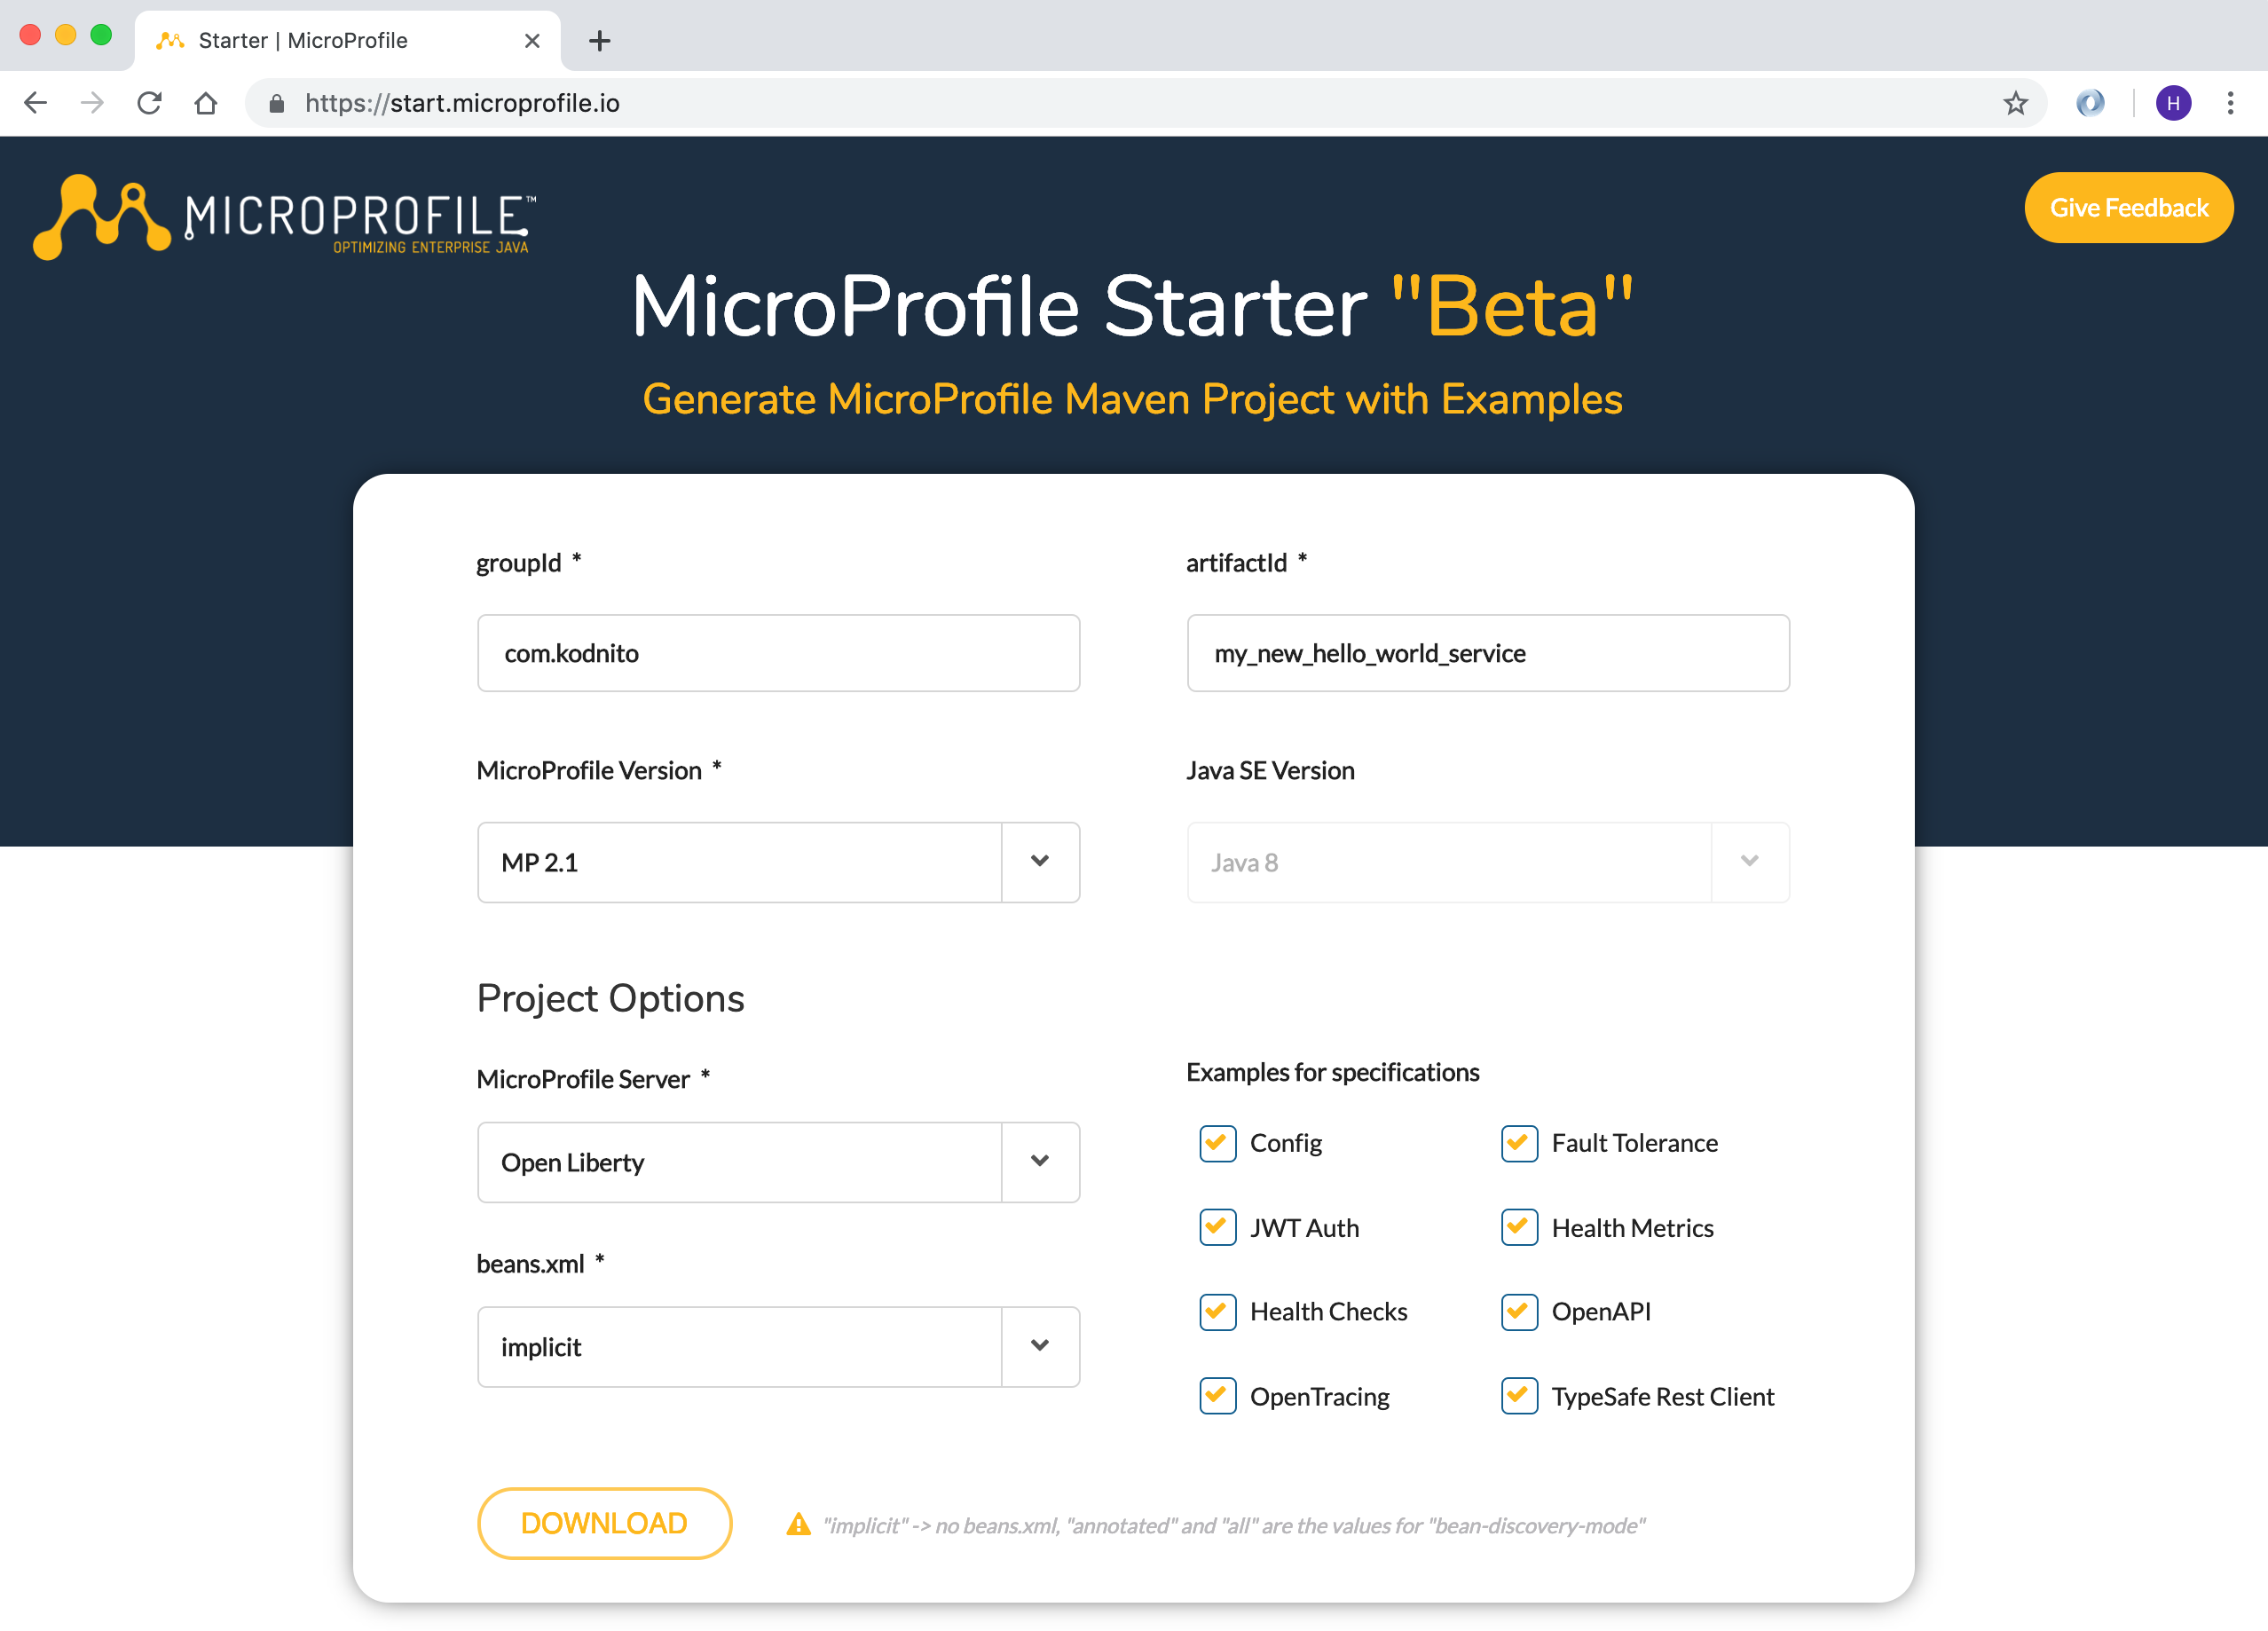 Starter | MicroProfile
https://start.microprofile.io
H
MICROPROFILE™
OPTIMIZING ENTERPRISE JAVA
Give Feedback
MicroProfile Starter "Beta"
Generate MicroProfile Maven Project with Examples
groupId *
artifactId *
com.kodnito
my_new_hello_world_service
MicroProfile Version *
Java SE Version
MP 2.1
Java 8
Project Options
MicroProfile Server *
Examples for specifications
Open Liberty
Config
Fault Tolerance
JWT Auth
Health Metrics
beans.xml *
implicit
Health Checks
OpenAPI
OpenTracing
TypeSafe Rest Client
DOWNLOAD
"implicit" -> no beans.xml, "annotated" and "all" are the values for "bean-discovery-mode"